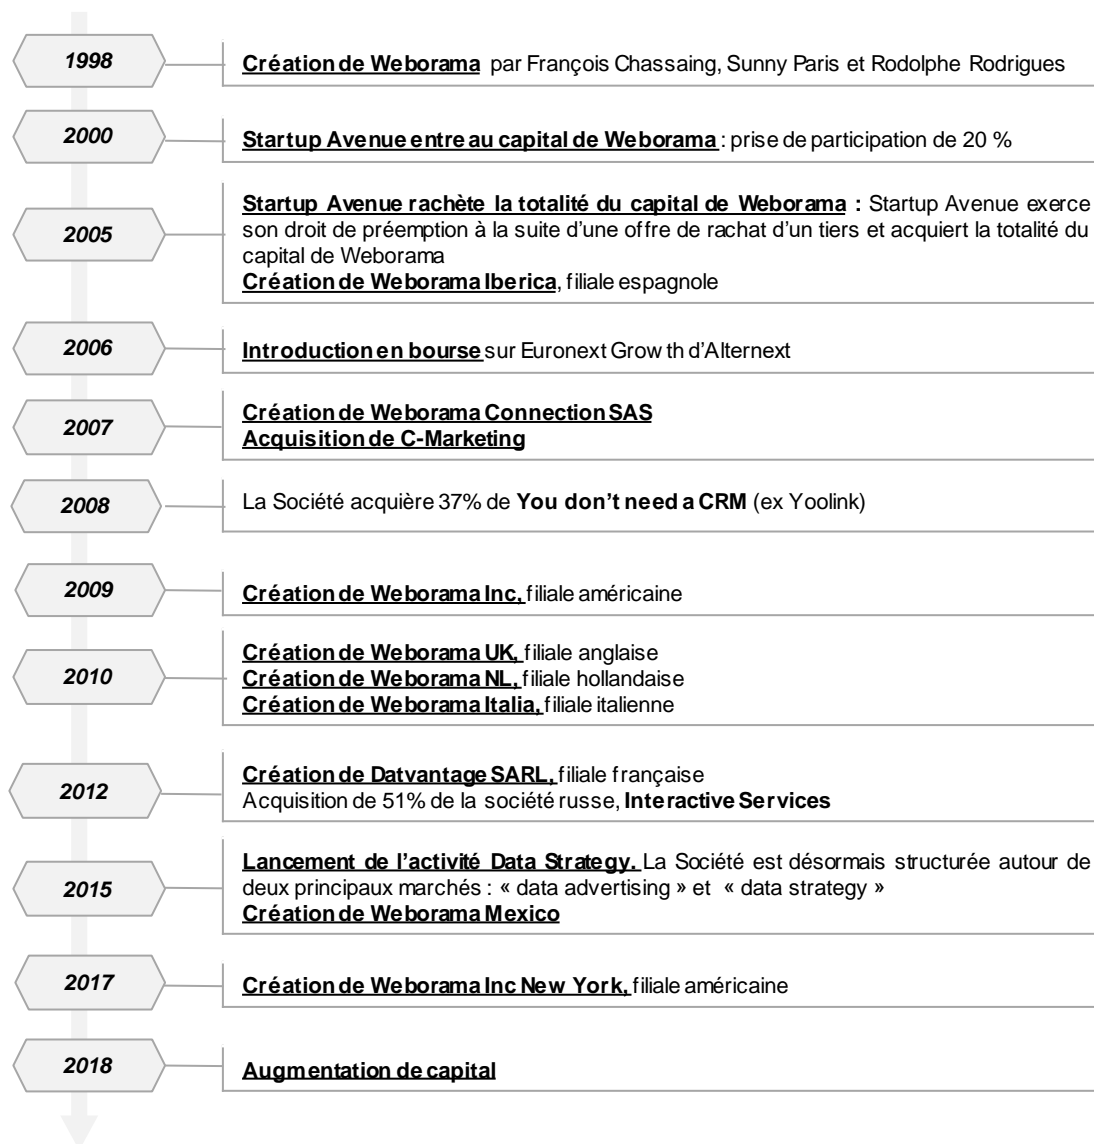 1998
Création de Weborama par François Chassaing, Sunny Paris et Rodolphe Rodrigues
2000
Startup Avenue entre au capital de Weborama : prise de participation de 20 %
2005
Startup Avenue rachète la totalité du capital de Weborama : Startup Avenue exerce
son droit de préemption à la suite d’une offre de rachat d’un tiers et acquiert la totalité du
capital de Weborama
Création de Weborama Iberica, filiale espagnole
2006
Introduction en bourse sur Euronext Growth d’Alternext
2007
Création de Weborama Connection SAS
Acquisition de C-Marketing
2008
La Société acquière 37% de You don’t need a CRM (ex Yoolink)
2009
Création de Weborama Inc, filiale américaine
2010
Création de Weborama UK, filiale anglaise
Création de Weborama NL, filiale hollandaise
Création de Weborama Italia, filiale italienne
2012
Création de Datvantage SARL, filiale française
Acquisition de 51% de la société russe, Interactive Services
2015
Lancement de l’activité Data Strategy. La Société est désormais structurée autour de
deux principaux marchés : « data advertising » et « data strategy »
Création de Weborama Mexico
2017
Création de Weborama Inc New York, filiale américaine
2018
Augmentation de capital